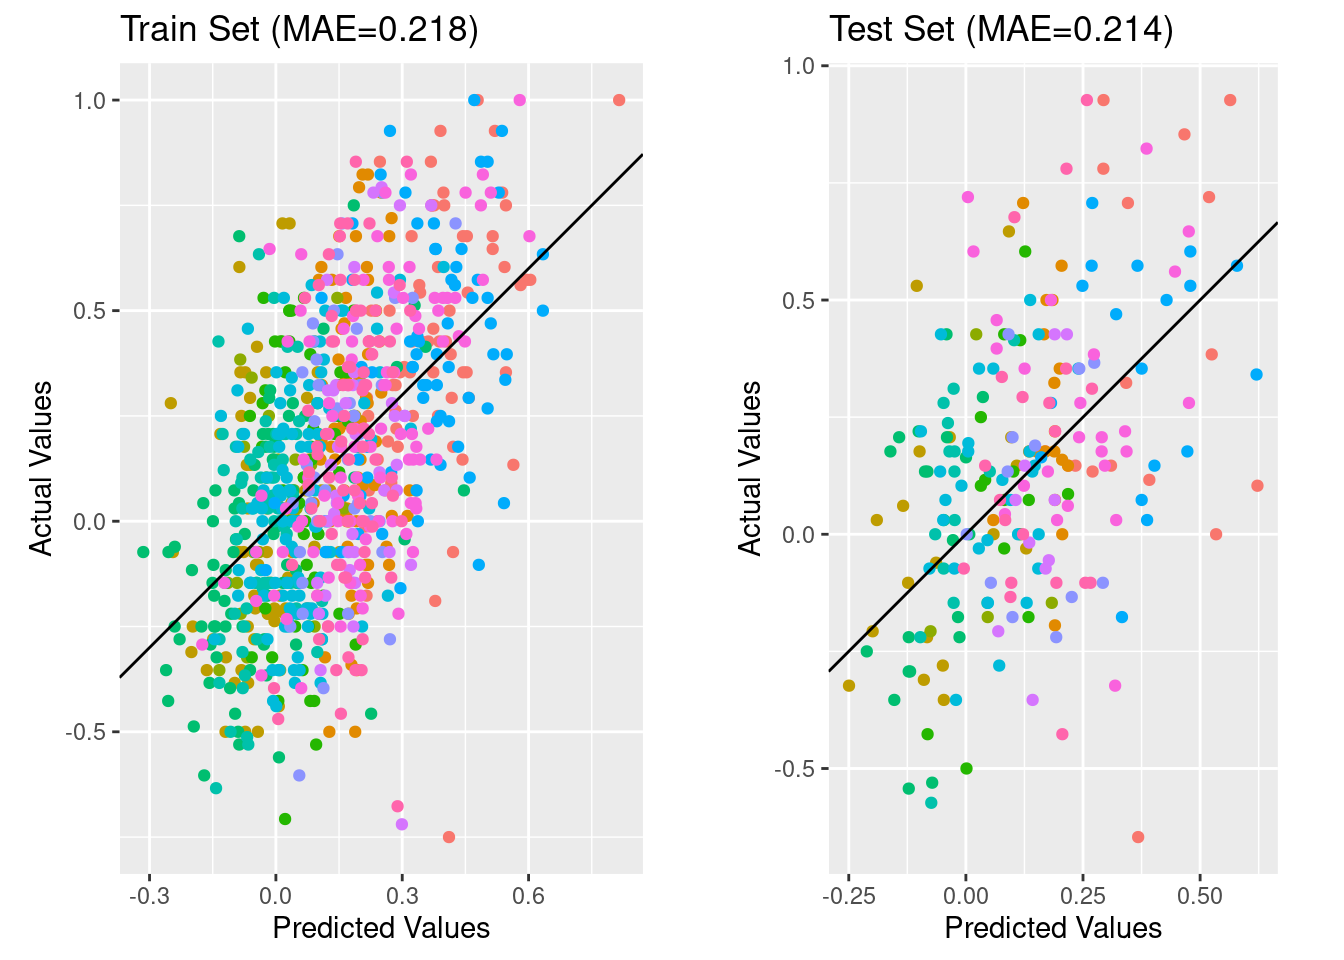 Train Set (MAE=0.218)
1.0
0.5
0.0
-0.5
Actual Values
-0.3
0.0
0.3
0.6
Predicted Values
Test Set (MAE=0.214)
1.0
0.5
0.0
-0.5
Actual Values
-0.25
0.00
0.25
0.50
Predicted Values